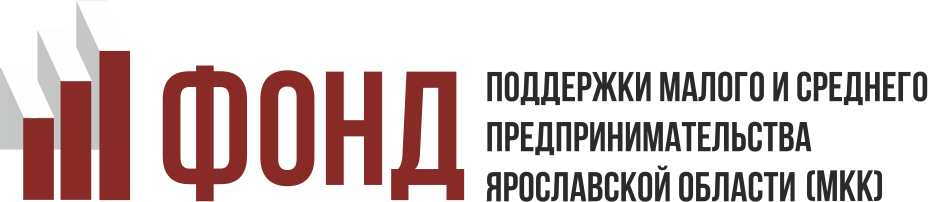 ФОНД
ПОДДЕРЖКИ МАЛОГО И СРЕДНЕГО
ПРЕДПРИНИМАТЕЛЬСТВА
ЯРОСЛАВСКОЙ ОБЛАСТИ (МКК)